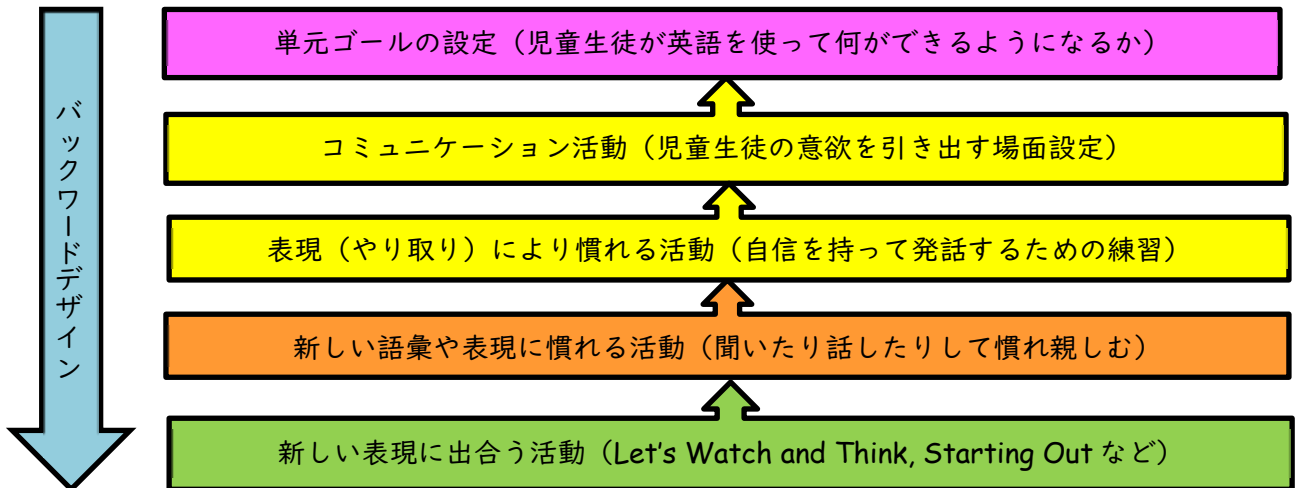 バックワードデザイン
単元ゴールの設定（児童生徒が英語を使って何ができるようになるか）
コミュニケーション活動（児童生徒の意欲を引き出す場面設定）
表現（やり取り）により慣れる活動（自信を持って発話するための練習）
新しい語彙や表現に慣れる活動（聞いたり話したりして慣れ親しむ）
新しい表現に出合う活動（Let's Watch and Think, Starting Out など）